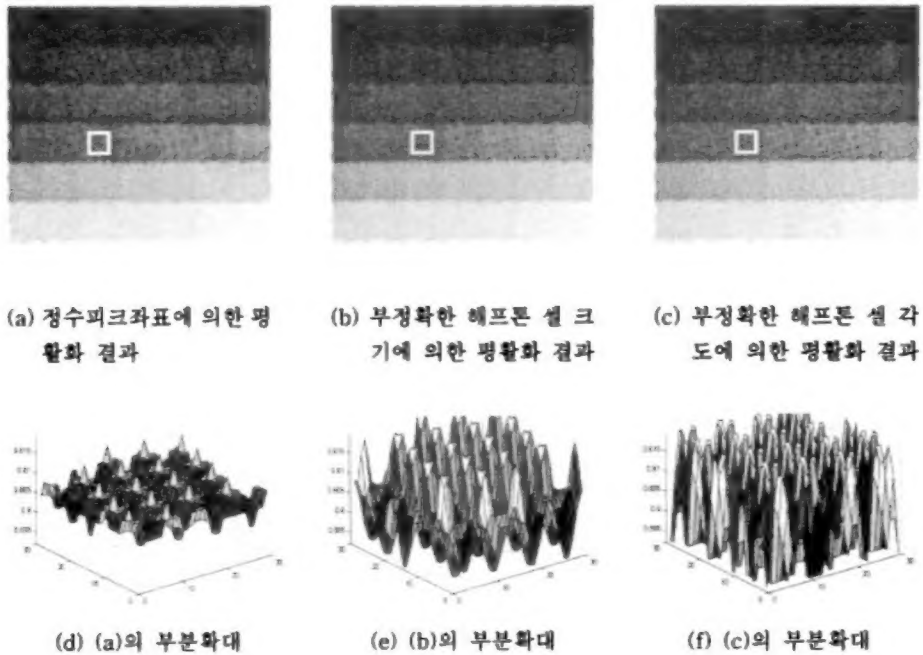 (a) 정수피크좌표에 의한 평
활화 결과
(b) 부정확한 해프톤 셀 크
기에 의한 평활화 결과
(c) 부정확한 해프톤 셀 각
도에 의한 평활화 결과
(d) (a)의 부분확대
(e) (b)의 부분확대
(f) (c)의 부분확대